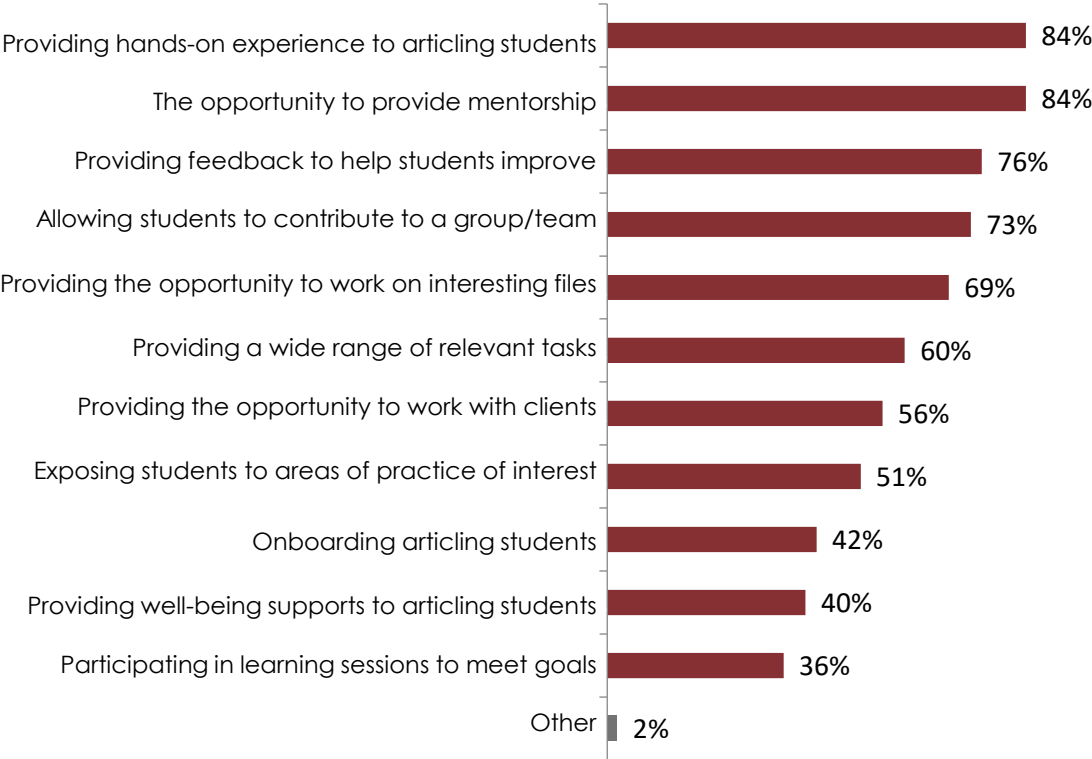 Providing hands-on experience to articling students 84%
The opportunity to provide mentorship 84%
Providing feedback to help students improve 76%
Allowing students to contribute to a group/team 73%
Providing the opportunity to work on interesting files 69%
Providing a wide range of relevant tasks 60%
Providing the opportunity to work with clients 56%
Exposing students to areas of practice of interest 51%
Onboarding articling students 42%
Providing well-being supports to articling students 40%
Participating in learning sessions to meet goals 36%
Other 2%